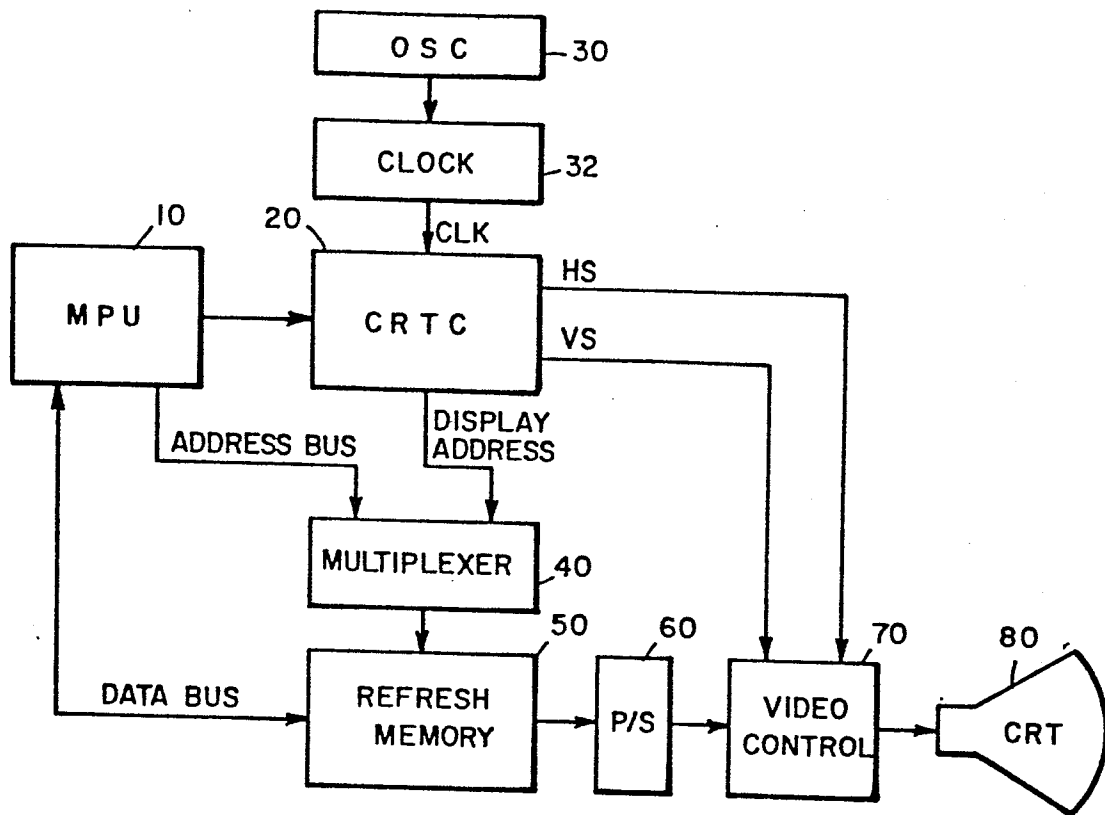 OSC
30
CLOCK
32
10
20
CLK
MPU
CRTC
HS
VS
ADDRESS BUS
DISPLAY
ADDRESS
MULTIPLEXER
40
50
60
70
80
DATA BUS
REFRESH
MEMORY
P/S
VIDEO
CONTROL
CRT